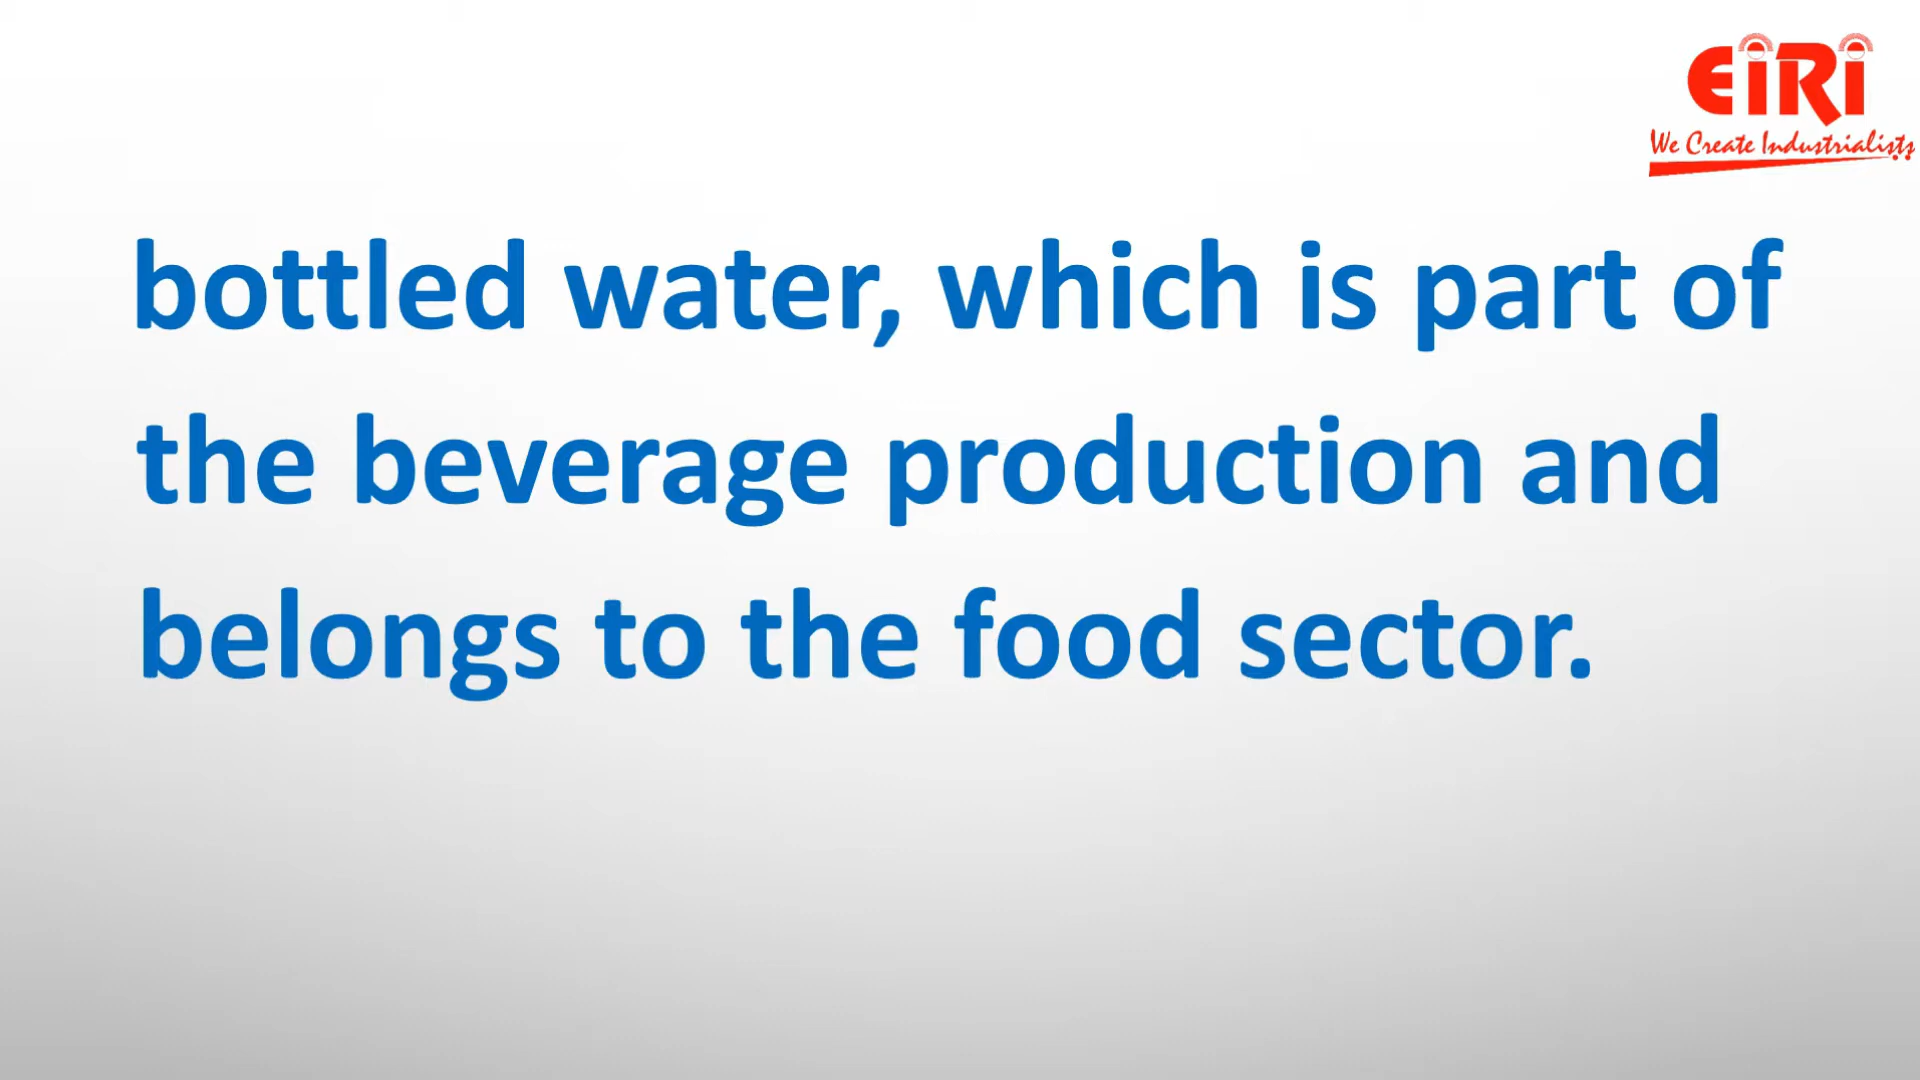 EiRi
We Create Industrialists
bottled water, which is part of
the beverage production and
belongs to the food sector.